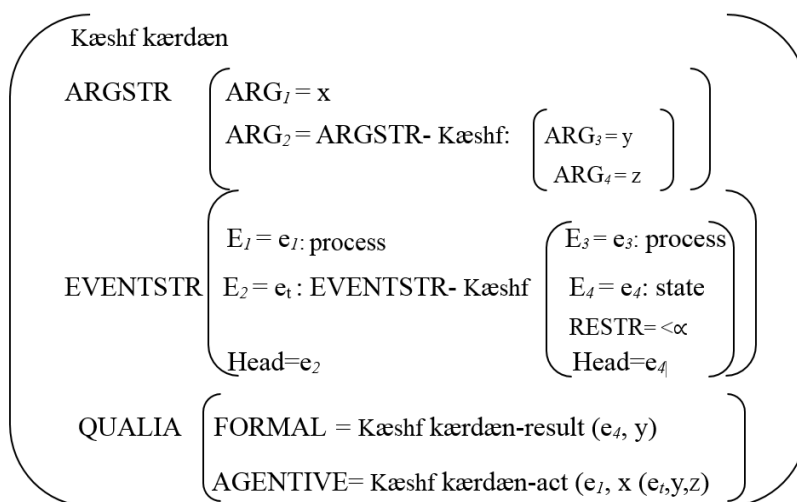 Kæshf kærdæn
ARGSTR ARG1 = x
ARG2 = ARGSTR- Kæshf: ARG3 = y
ARG4 = z
E1 = e1: process E3 = e3: process
EVENTSTR E2 = et : EVENTSTR- Kæshf E4 = e4: state
RESTR= <∝
Head=e2 Head=e4
QUALIA FORMAL = Kæshf kærdæn-result (e4, y)
AGENTIVE= Kæshf kærdæn-act (e1, x (et,y,z)